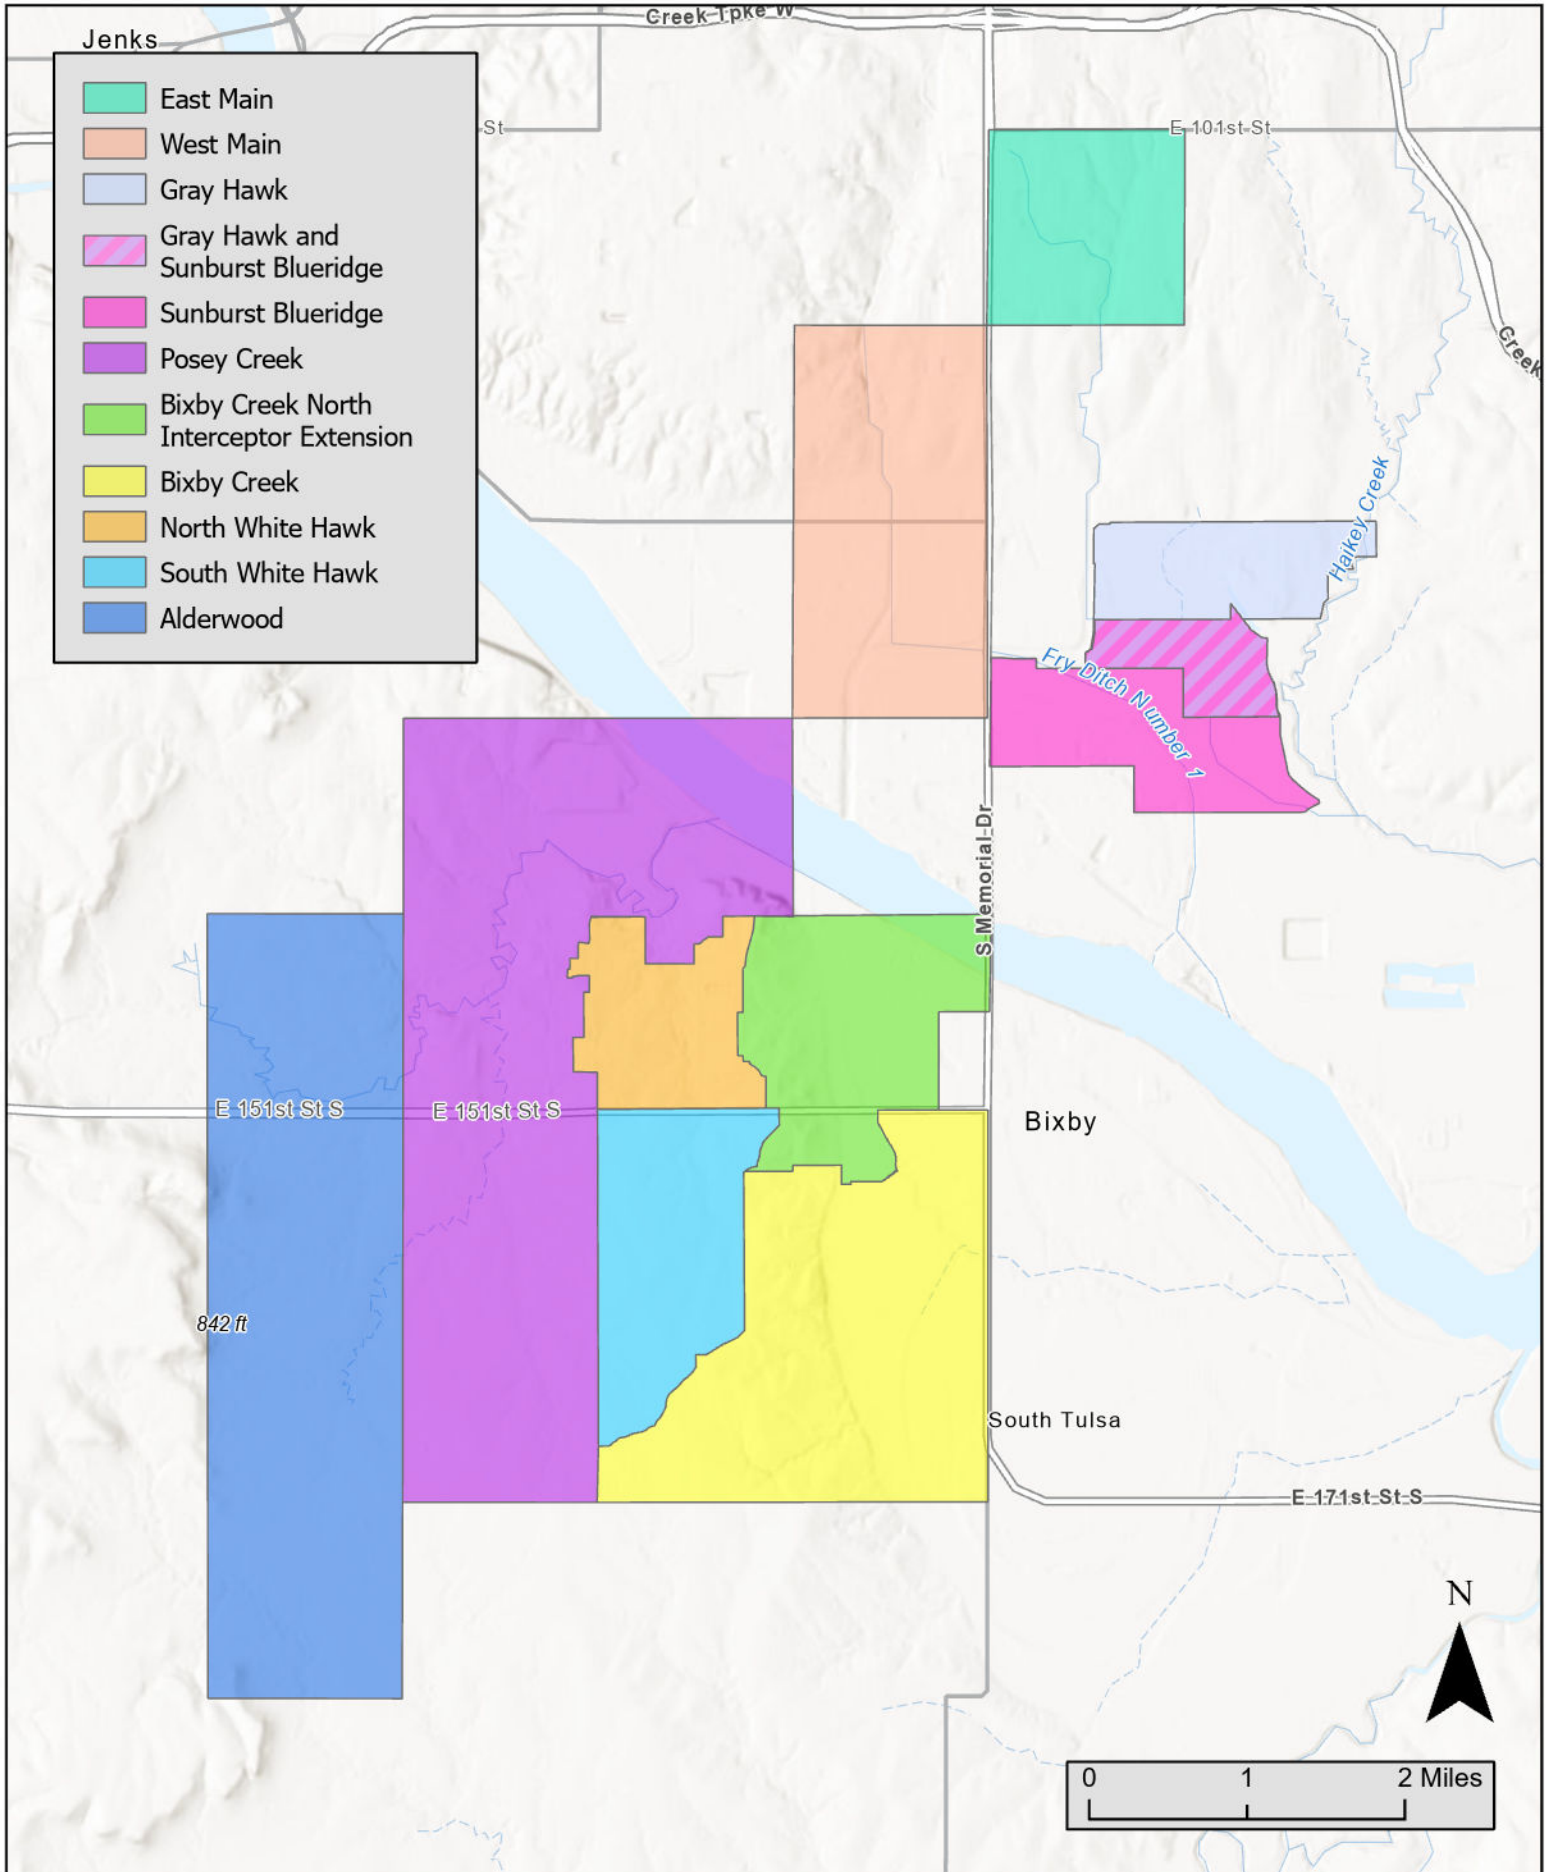 Creek Tpke W
Jenks
East Main
West Main
Gray Hawk
Gray Hawk and
Sunburst Blueridge
Sunburst Blueridge
Posey Creek
Bixby Creek North
Interceptor Extension
Bixby Creek
North White Hawk
South White Hawk
Alderwood
St
E 101st St
Creek
Haikey Creek
Fry Ditch Number 1
S Memorial Dr
E 151st St S
E 151st St S
Bixby
842 ft
South Tulsa
E 171st St S
N
0 1 2 Miles